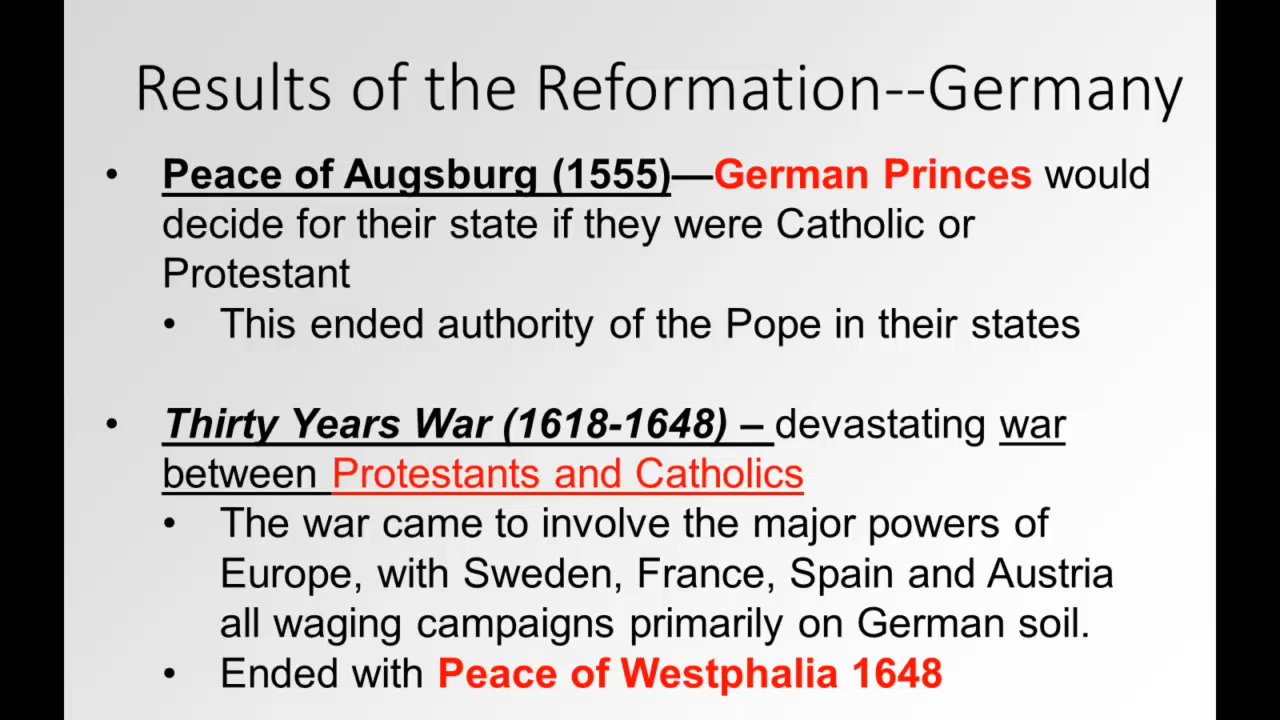 Results of the Reformation--Germany
• Peace of Augsburg (1555)—German Princes would
decide for their state if they were Catholic or
Protestant
• This ended authority of the Pope in their states
• Thirty Years War (1618-1648) – devastating war
between Protestants and Catholics
• The war came to involve the major powers of
Europe, with Sweden, France, Spain and Austria
all waging campaigns primarily on German soil.
• Ended with Peace of Westphalia 1648